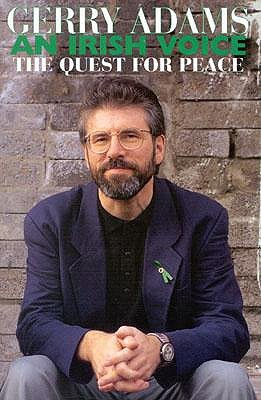 GERRY ADAMS
AN IRISH VOICE
THE QUEST FOR PEACE